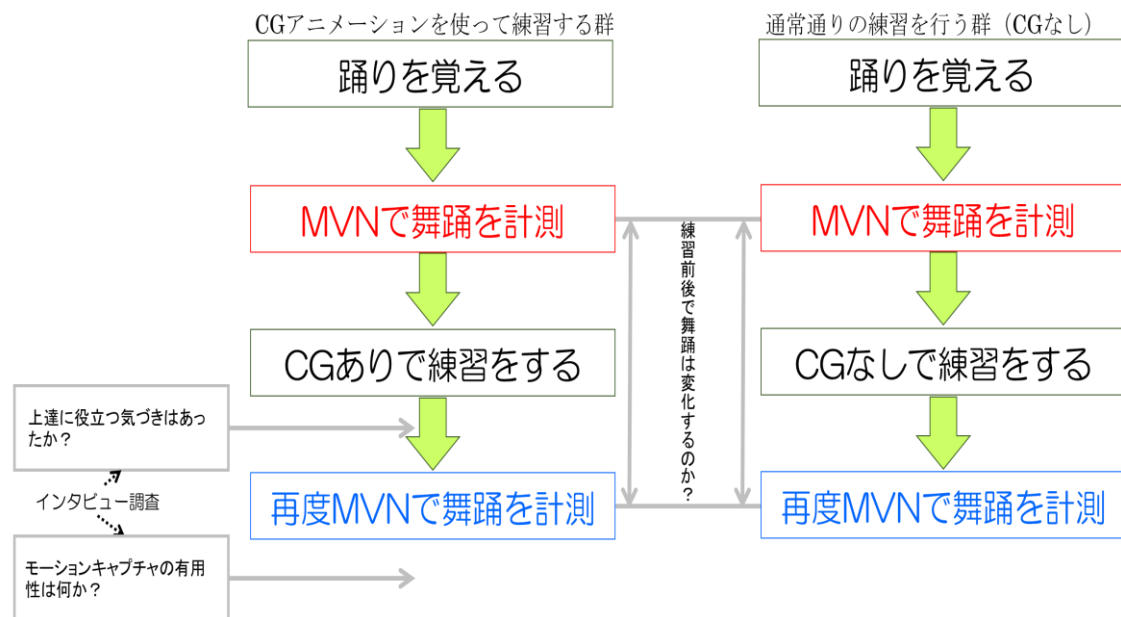 CGアニメーションを使って練習する群
踊りを覚える
MVNで舞踊を計測
CGありで練習をする
再度MVNで舞踊を計測
通常通りの練習を行う群（CGなし）
踊りを覚える
MVNで舞踊を計測
CGなしで練習をする
再度MVNで舞踊を計測
練習前後で舞踊は変化するのか？
上達に役立つ気づきはあっ
たか？
インタビュー調査
モーションキャプチャの有用
性は何か？